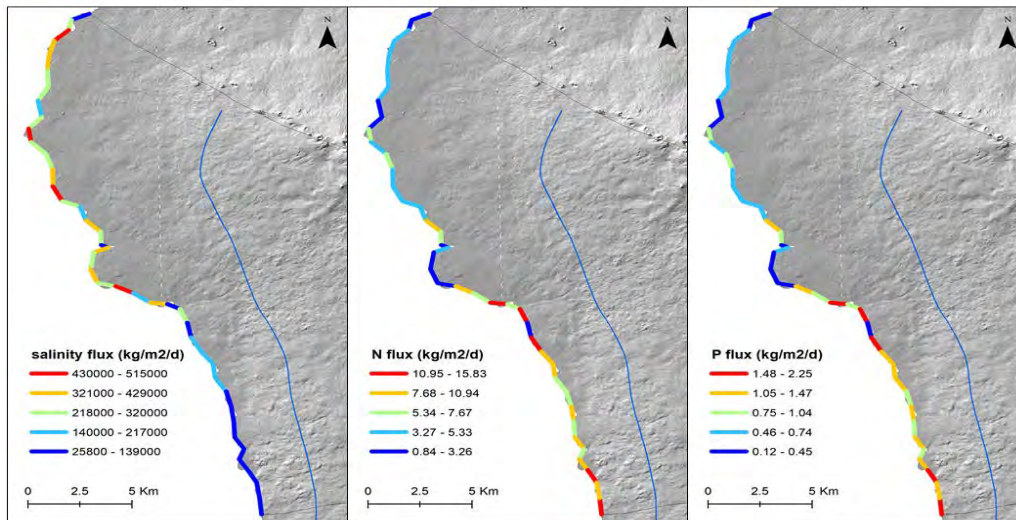 N
salinity flux (kg/m2/d)
430000 - 515000
321000 - 429000
218000 - 320000
140000 - 217000
25800 - 139000
0 2.5 5 Km
N
N flux (kg/m2/d)
10.95 - 15.83
7.68 - 10.94
5.34 - 7.67
3.27 - 5.33
0.84 - 3.26
0 2.5 5 Km
N
P flux (kg/m2/d)
1.48 - 2.25
1.05 - 1.47
0.75 - 1.04
0.46 - 0.74
0.12 - 0.45
0 2.5 5 Km